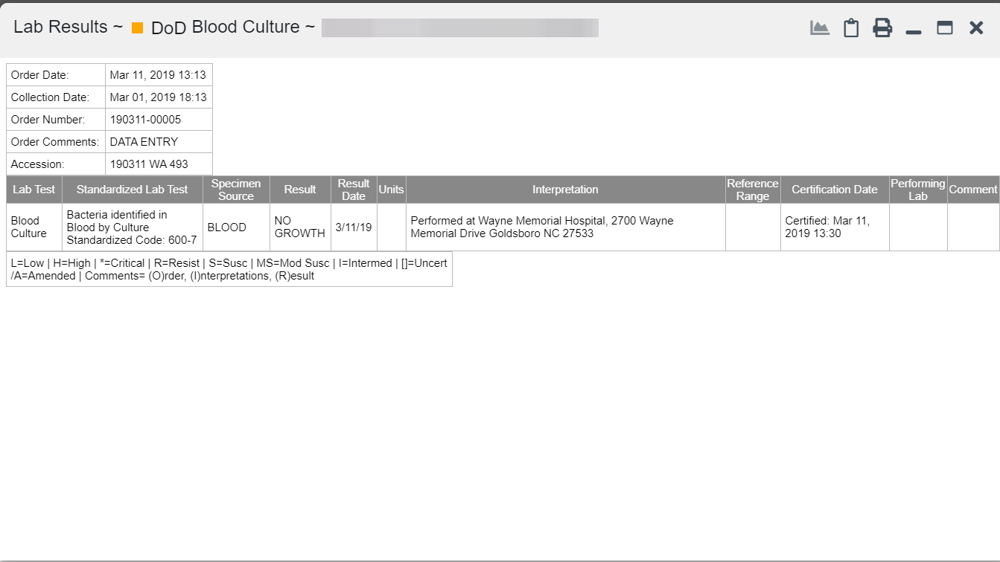 Lab Results ~ DoD Blood Culture ~
Order Date: Mar 11, 2019 13:13
Collection Date: Mar 01, 2019 18:13
Order Number: 190311-00005
Order Comments: DATA ENTRY
Accession: 190311 WA 493
Lab Test Standardized Lab Test Specimen Source Result Result Date Units Interpretation Reference Range Certification Date Performing Lab Comment
Blood Culture
Bacteria identified in
Blood by Culture
Standardized Code: 600-7
BLOOD
NO
GROWTH
3/11/19
Performed at Wayne Memorial Hospital, 2700 Wayne
Memorial Drive Goldsboro NC 27533
Certified: Mar 11,
2019 13:30
L=Low | H=High | *=Critical | R=Resist | S=Susc | MS=Mod Susc | I=Intermed | []=Uncert
/A=Amended | Comments= (O)rder, (I)nterpretations, (R)esult